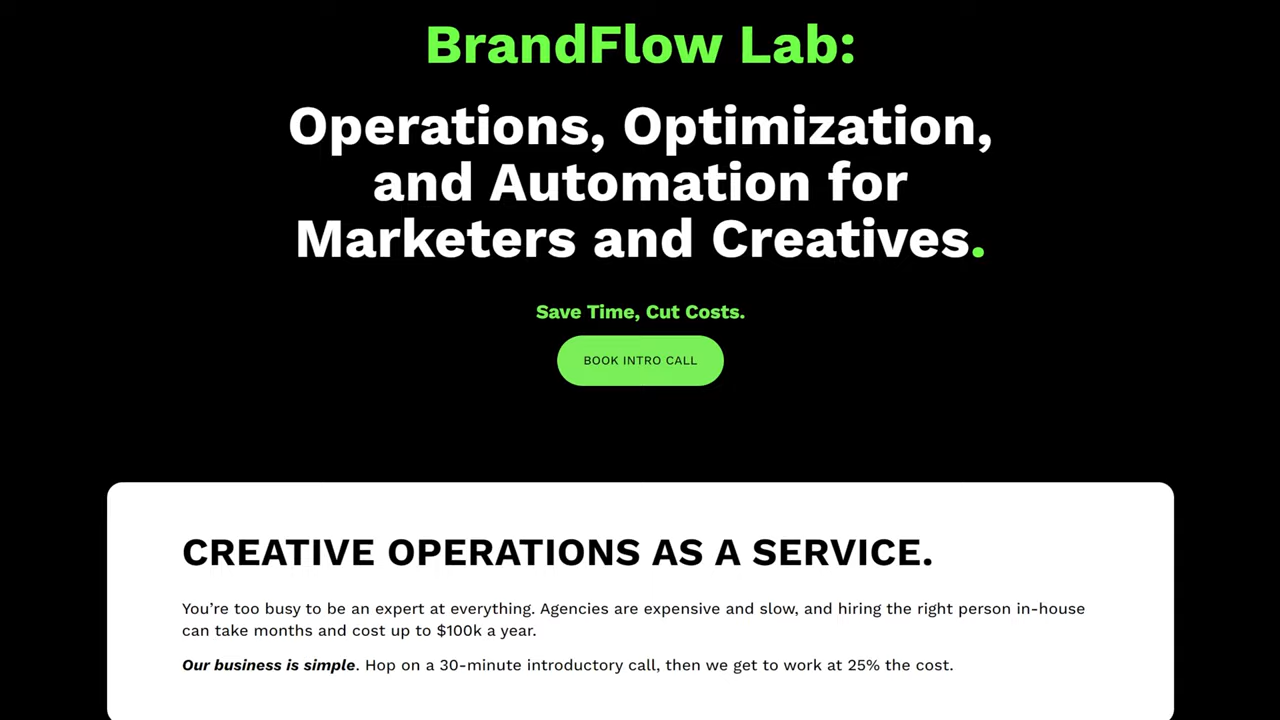 BrandFlow Lab:
Operations, Optimization,
and Automation for
Marketers and Creatives.
Save Time, Cut Costs.
BOOK INTRO CALL
CREATIVE OPERATIONS AS A SERVICE.
You’re too busy to be an expert at everything. Agencies are expensive and slow, and hiring the right person in-house
can take months and cost up to $100k a year.
Our business is simple. Hop on a 30-minute introductory call, then we get to work at 25% the cost.